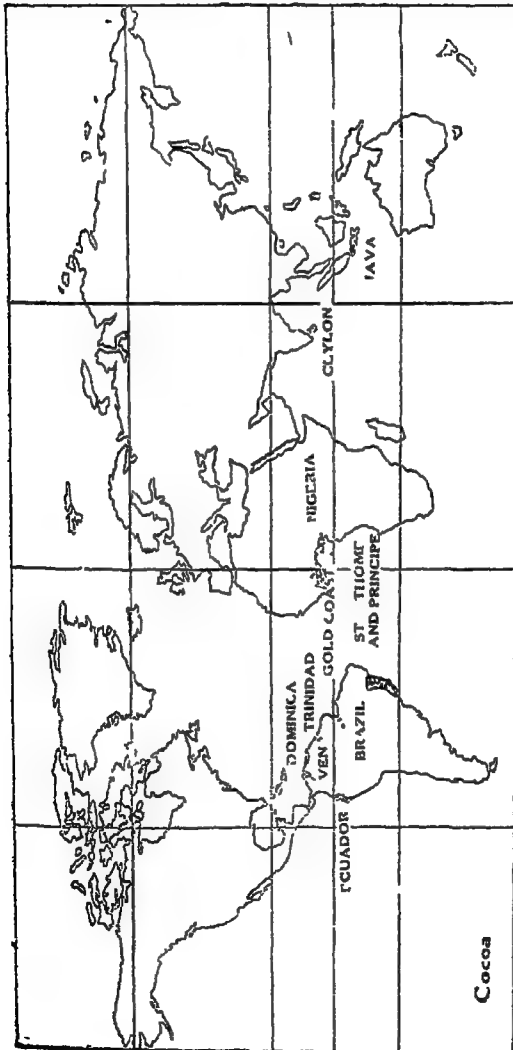 DOMINICA
TRINIDAD
VEN'
ECUADOR
BRAZIL
GOLD COAST
ST THOME
AND PRINCIPE
NIGERIA
CEYLON
JAVA
Cocoa